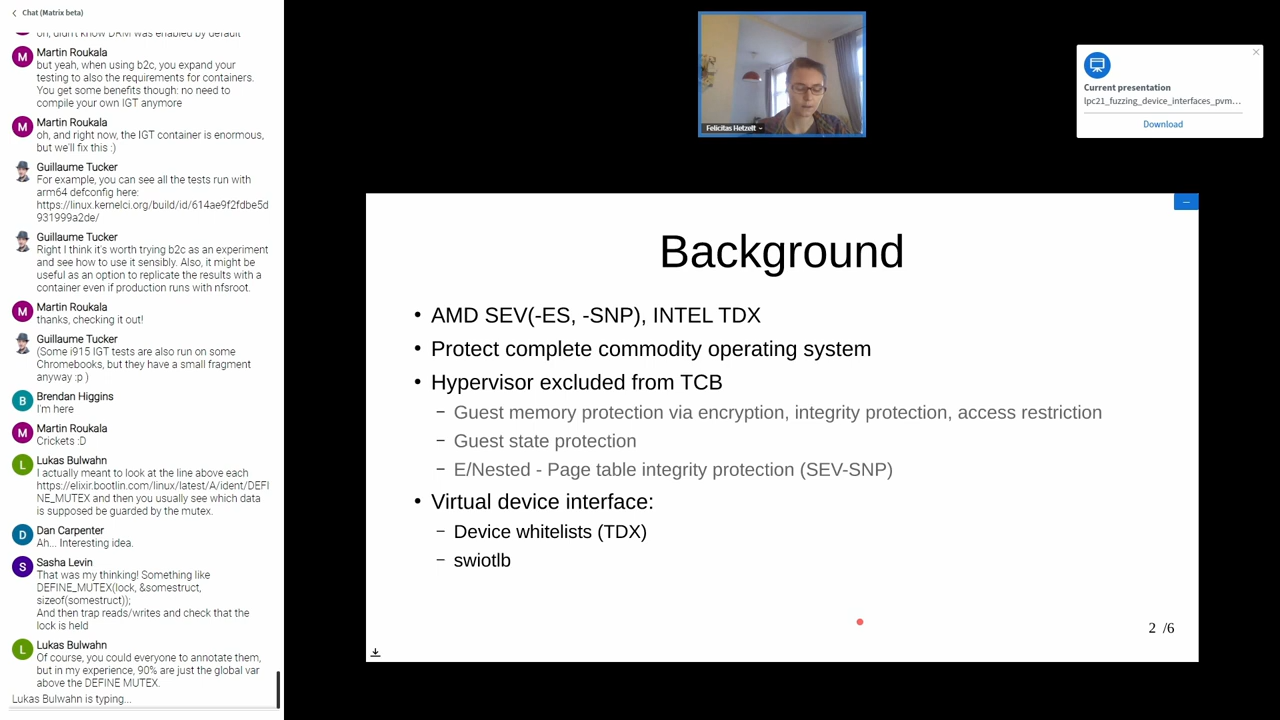 Chat (Matrix beta)
oh, didn't know DRM was enabled by default
Martin Roukala
M
but yeah, when using b2c, you expand your
testing to also the requirements for containers.
You get some benefits though: no need to
compile your own IGT anymore
Martin Roukala
M
oh, and right now, the IGT container is enormous,
but we'll fix this :)
Guillaume Tucker
For example, you can see all the tests run with
arm64 defconfig here:
https://linux.kernelci.org/build/id/614ae9f2fdbe5d
931999a2de/
Guillaume Tucker
Right I think it's worth trying b2c as an experiment
and see how to use it sensibly. Also, it might be
useful as an option to replicate the results with a
container even if production runs with nfsroot.
Martin Roukala
M
thanks, checking it out!
Guillaume Tucker
(Some i915 IGT tests are also run on some
Chromebooks, but they have a small fragment
anyway :p )
Brendan Higgins
B
I'm here
Martin Roukala
M
Crickets :D
Lukas Bulwahn
L
I actually meant to look at the line above each
https://elixir.bootlin.com/linux/latest/A/ident/DEFI
NE_MUTEX and then you usually see which data
is supposed be guarded by the mutex.
Dan Carpenter
D
Ah... Interesting idea.
Sasha Levin
S
That was my thinking! Something like
DEFINE_MUTEX(lock, &somestruct,
sizeof(somestruct));
And then trap reads/writes and check that the
lock is held
Lukas Bulwahn
L
Of course, you could everyone to annotate them,
but in my experience, 90% are just the global var
above the DEFINE MUTEX.
Lukas Bulwahn is typing...
Felicitas Hetzelt
Current presentation
lpc21_fuzzing_device_interfaces_pvm...
Download
Background
• AMD SEV(-ES, -SNP), INTEL TDX
• Protect complete commodity operating system
• Hypervisor excluded from TCB
– Guest memory protection via encryption, integrity protection, access restriction
– Guest state protection
– E/Nested - Page table integrity protection (SEV-SNP)
• Virtual device interface:
– Device whitelists (TDX)
– swiotlb
2 /6